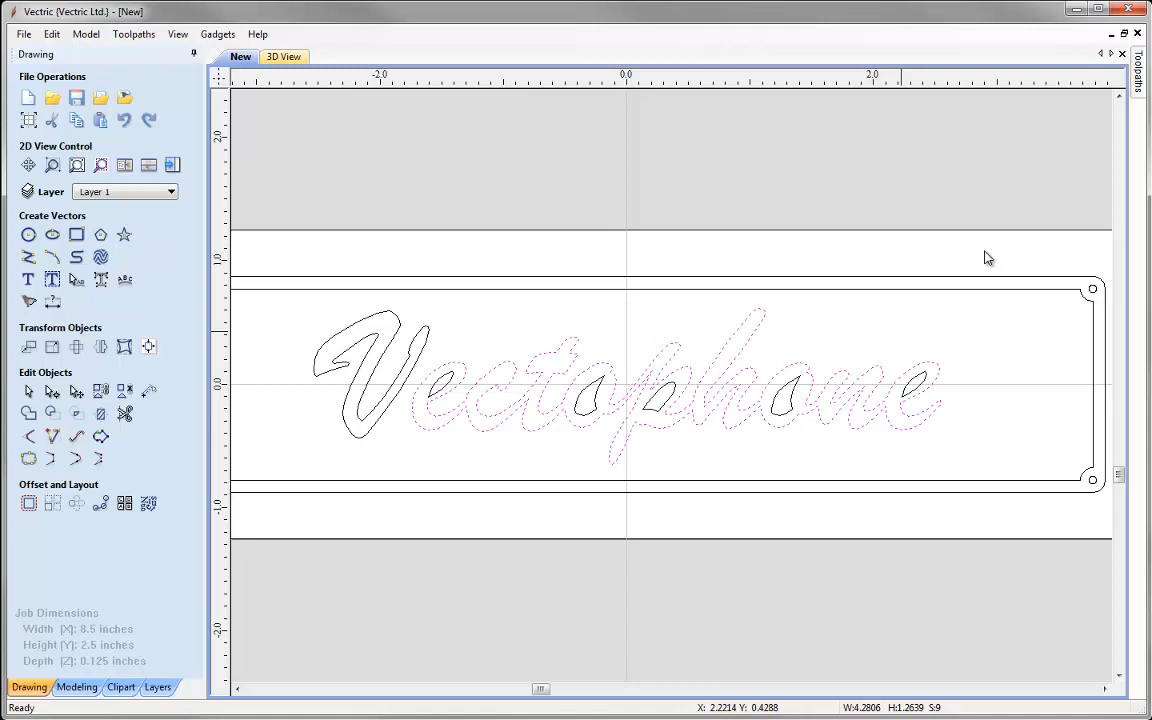 Vectric {Vectric Ltd.} - [New]
File Edit Model Toolpaths View Gadgets Help
Drawing
New 3D View
Toolpaths
File Operations
2D View Control
Layer Layer 1
Create Vectors
Transform Objects
Edit Objects
Offset and Layout
Job Dimensions
Width (X): 8.5 inches
Height (Y): 2.5 inches
Depth (Z): 0.125 inches
Drawing Modeling Clipart Layers
-2.0 0.0 2.0
2.0
1.0
0.0
-1.0
-2.0
Vectaphame
Ready
X: 2.2214 Y: 0.4288
W:4.2806 H:1.2639 S:9